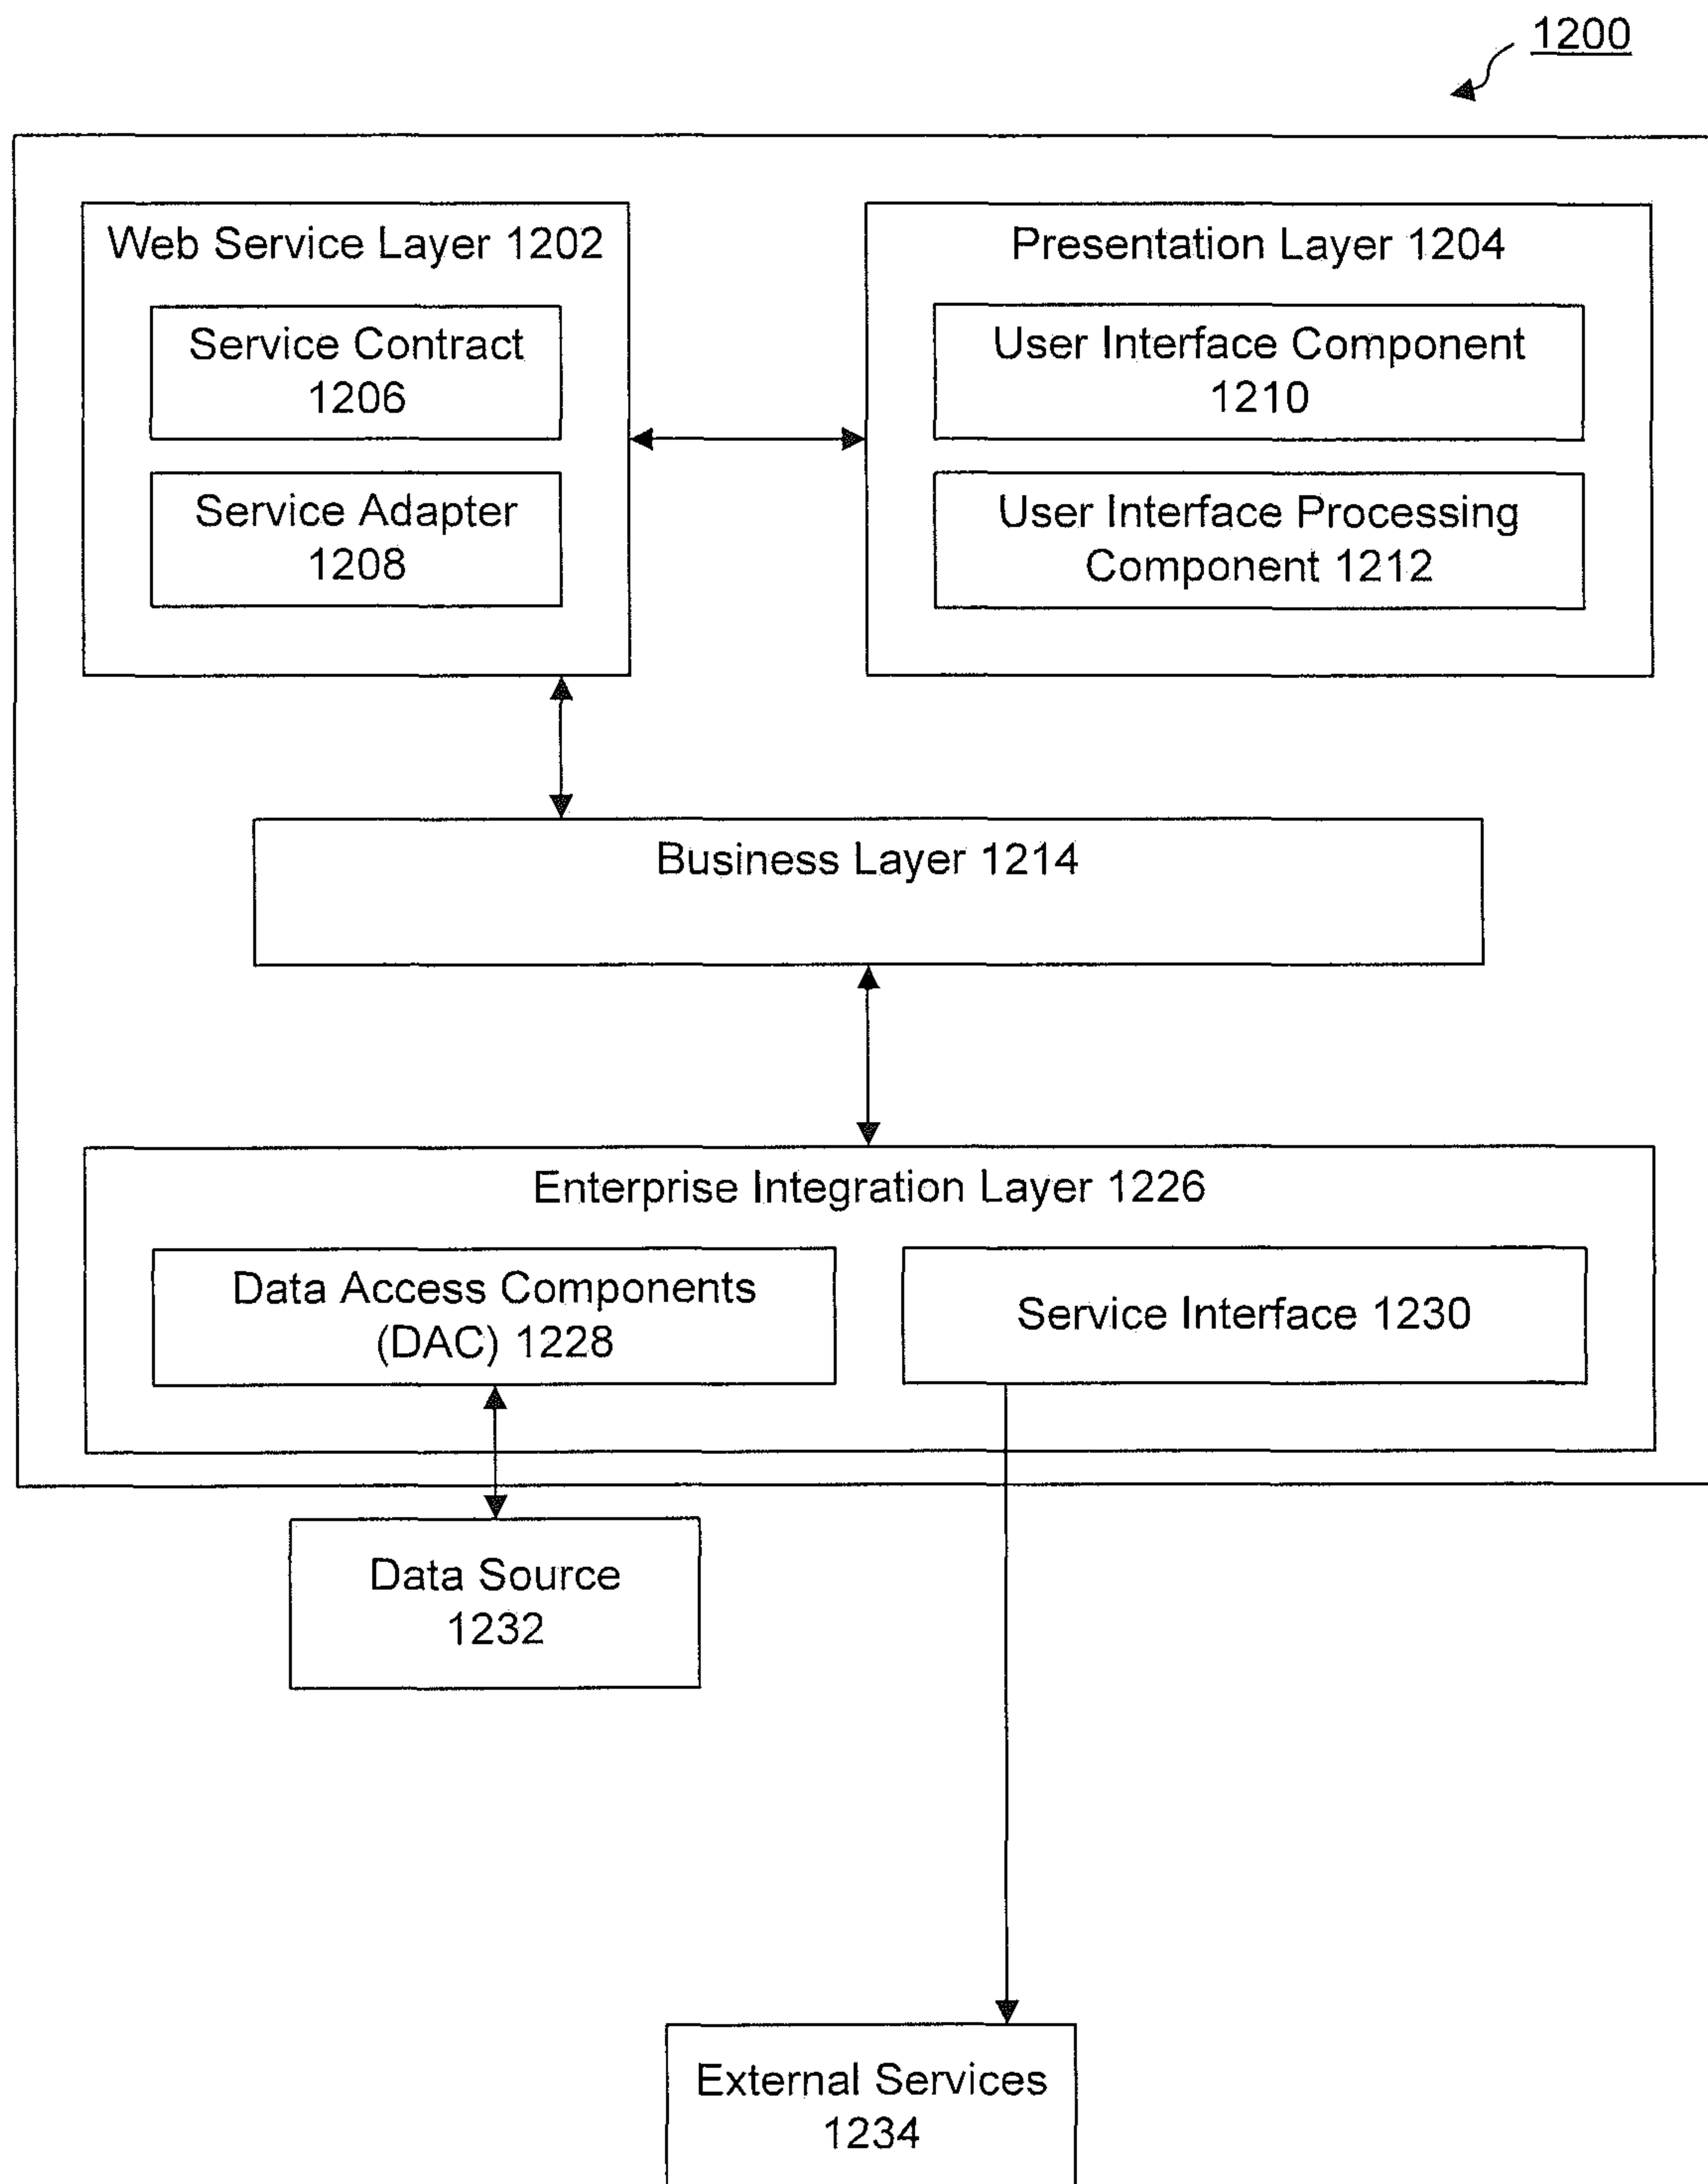 1200
Web Service Layer 1202
Service Contract
1206
Service Adapter
1208
Presentation Layer 1204
User Interface Component
1210
User Interface Processing
Component 1212
Business Layer 1214
Enterprise Integration Layer 1226
Data Access Components
(DAC) 1228
Service Interface 1230
Data Source
1232
External Services
1234